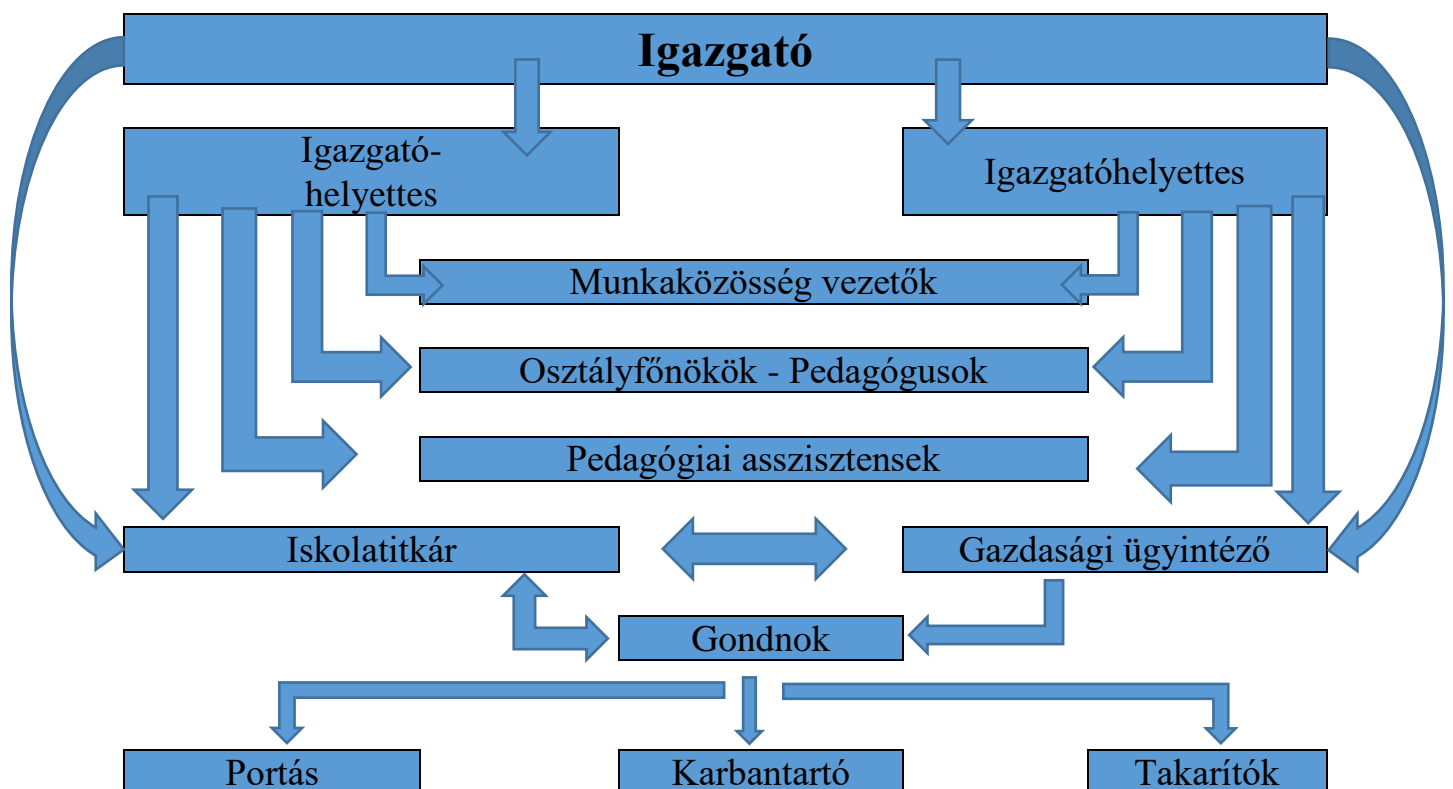 Igazgató
Igazgató-
helyettes
Igazgatóhelyettes
Munkaközösség vezetők
Osztályfőnökök - Pedagógusok
Pedagógiai asszisztensek
Iskolatitkár
Gazdasági ügyintéző
Gondnok
Portás
Karbantartó
Takarítók